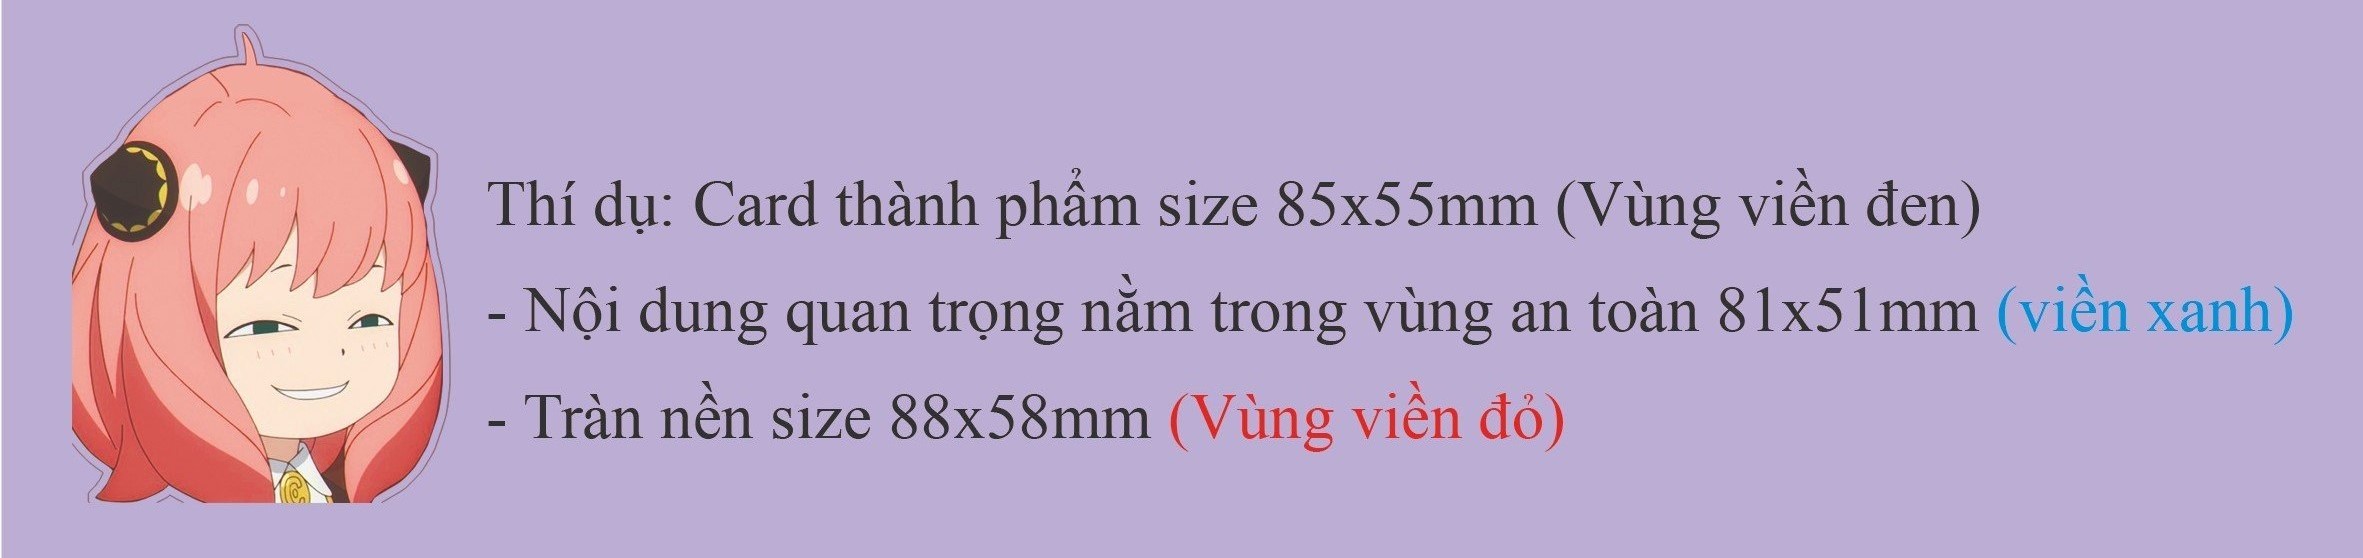 Thí dụ: Card thành phẩm size 85x55mm (Vùng viền đen)
- Nội dung quan trọng nằm trong vùng an toàn 81x51mm (viền xanh)
- Tràn nền size 88x58mm (Vùng viền đỏ)